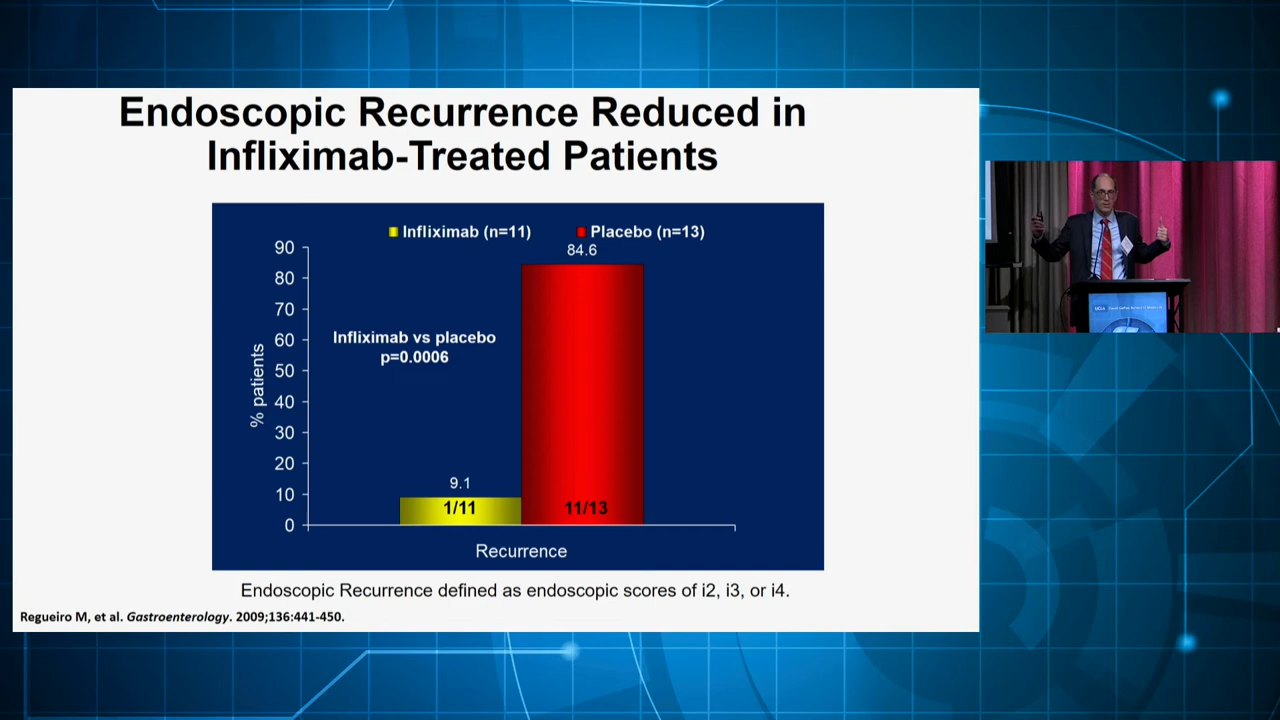 Endoscopic Recurrence Reduced in
Infliximab-Treated Patients
Infliximab (n=11)
Placebo (n=13)
90
80
70
60
50
40
30
20
10
0
% patients
84.6
Infliximab vs placebo
p=0.0006
9.1
1/11
11/13
Recurrence
Endoscopic Recurrence defined as endoscopic scores of i2, i3, or i4.
Regueiro M, et al. Gastroenterology. 2009;136:441-450.
UCLA